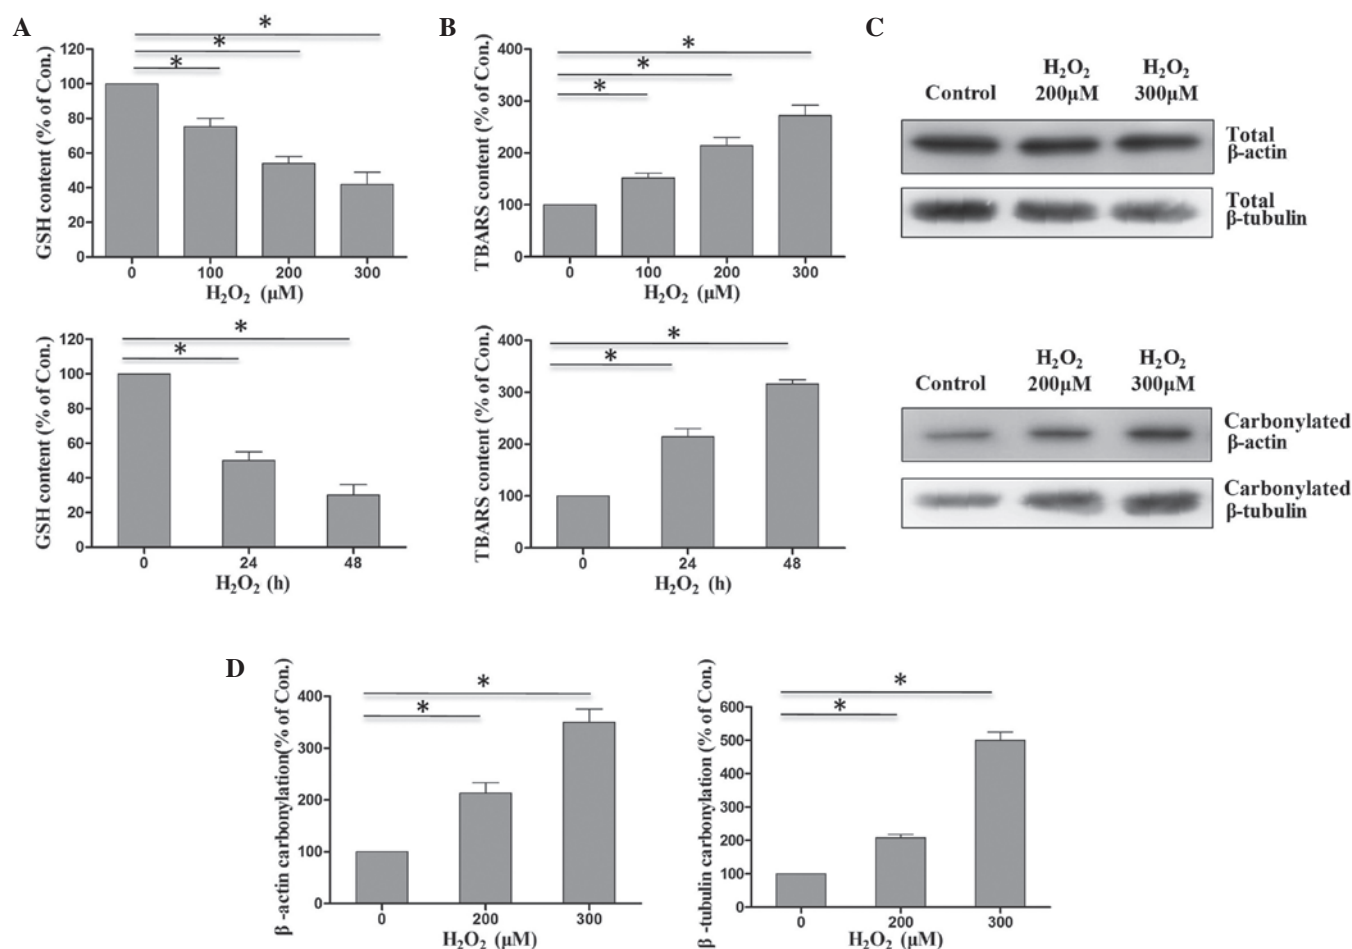 A
GSH content (% of Con.)
120
100
80
60
40
20
0
*
*
*
0 100 200 300
H₂O₂ (µM)
B
TBARS content (% of Con.)
400
300
200
100
0
*
*
*
0 100 200 300
H₂O₂ (µM)
C
Control
H₂O₂
200µM
H₂O₂
300µM
Total
β-actin
Total
β-tubulin
GSH content (% of Con.)
120
100
80
60
40
20
0
*
*
0 24 48
H₂O₂ (h)
TBARS content (% of Con.)
400
300
200
100
0
*
*
0 24 48
H₂O₂ (h)
Control
H₂O₂
200µM
H₂O₂
300µM
Carbonylated
β-actin
Carbonylated
β-tubulin
D
β -actin carbonylation(% of Con.)
400
300
200
100
0
*
*
0 200 300
H₂O₂ (µM)
β -tubulin carbonylation (% of Con.)
600
500
400
300
200
100
0
*
*
0 200 300
H₂O₂ (µM)